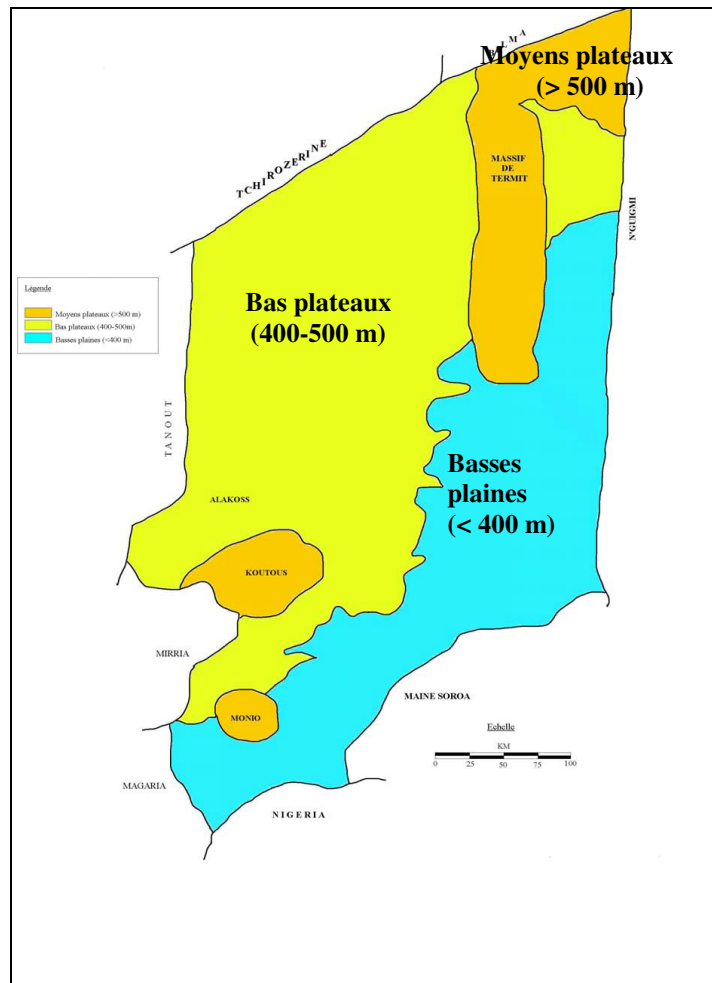 BILMA
Moyens plateaux
(> 500 m)
TCHIROZERINE
MASSIF
DE
TERMIT
N'GUIGMI
Légende
Moyens plateaux (>500 m)
Bas plateaux (400-500m)
Basses plaines (<400 m)
Bas plateaux
(400-500 m)
TANOUT
Basses
plaines
(< 400 m)
ALAKOSS
KOUTOUS
MIRRIA
MAINE SOROA
MONIO
Echelle
KM
0 25 50 75 100
MAGARIA
NIGERIA